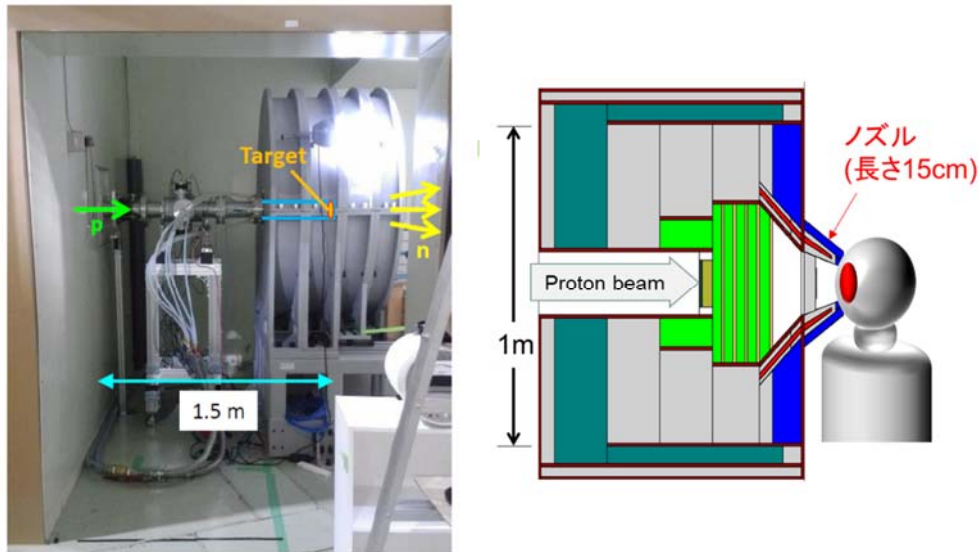 Target
p
n
1.5 m
ノズル
(長さ15cm)
Proton beam
1m